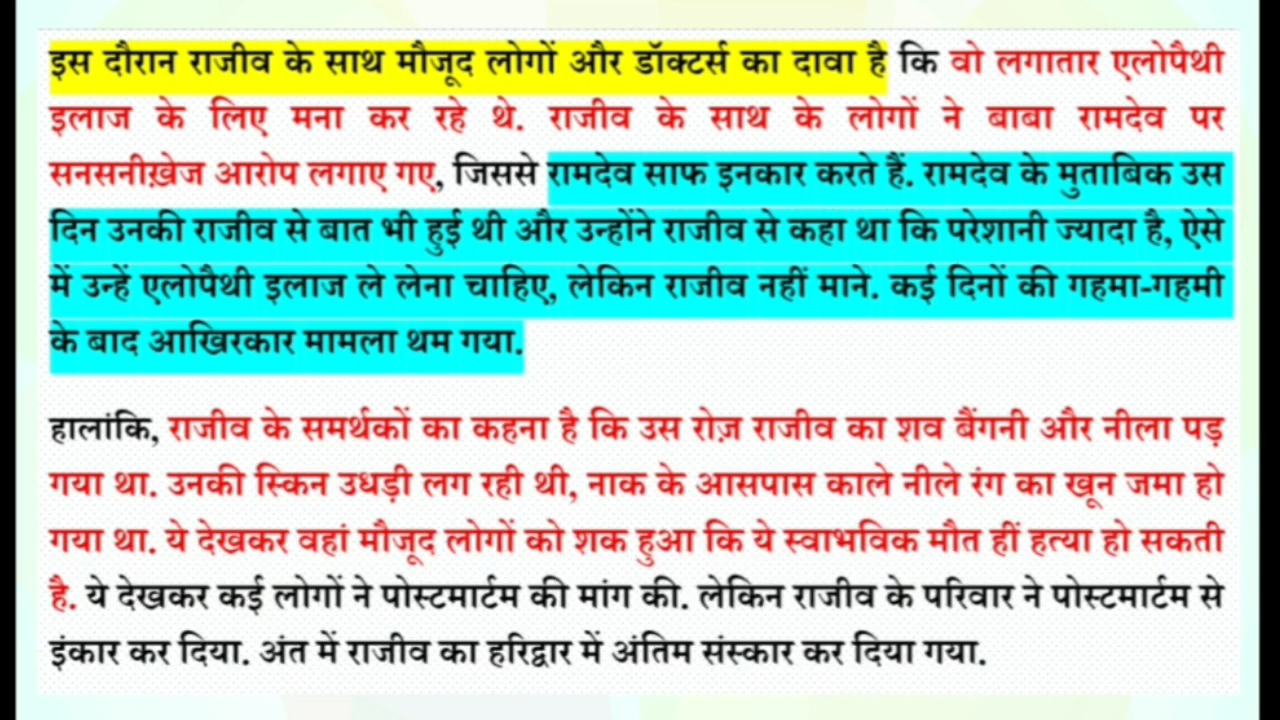 इस दौरान राजीव के साथ मौजूद लोगों और डॉक्टर्स का दावा है कि वो लगातार एलोपैथी
इलाज के लिए मना कर रहे थे. राजीव के साथ के लोगों ने बाबा रामदेव पर
सनसनीख़ेज आरोप लगाए गए, जिससे रामदेव साफ इनकार करते हैं. रामदेव के मुताबिक उस
दिन उनकी राजीव से बात भी हुई थी और उन्होंने राजीव से कहा था कि परेशानी ज्यादा है, ऐसे
में उन्हें एलोपैथी इलाज ले लेना चाहिए, लेकिन राजीव नहीं माने. कई दिनों की गहमा-गहमी
के बाद आखिरकार मामला थम गया.
हालांकि, राजीव के समर्थकों का कहना है कि उस रोज़ राजीव का शव बैंगनी और नीला पड़
गया था. उनकी स्किन उधड़ी लग रही थी, नाक के आसपास काले नीले रंग का खून जमा हो
गया था. ये देखकर वहां मौजूद लोगों को शक हुआ कि ये स्वाभविक मौत हीं हत्या हो सकती
है. ये देखकर कई लोगों ने पोस्टमार्टम की मांग की. लेकिन राजीव के परिवार ने पोस्टमार्टम से
इंकार कर दिया. अंत में राजीव का हरिद्वार में अंतिम संस्कार कर दिया गया.